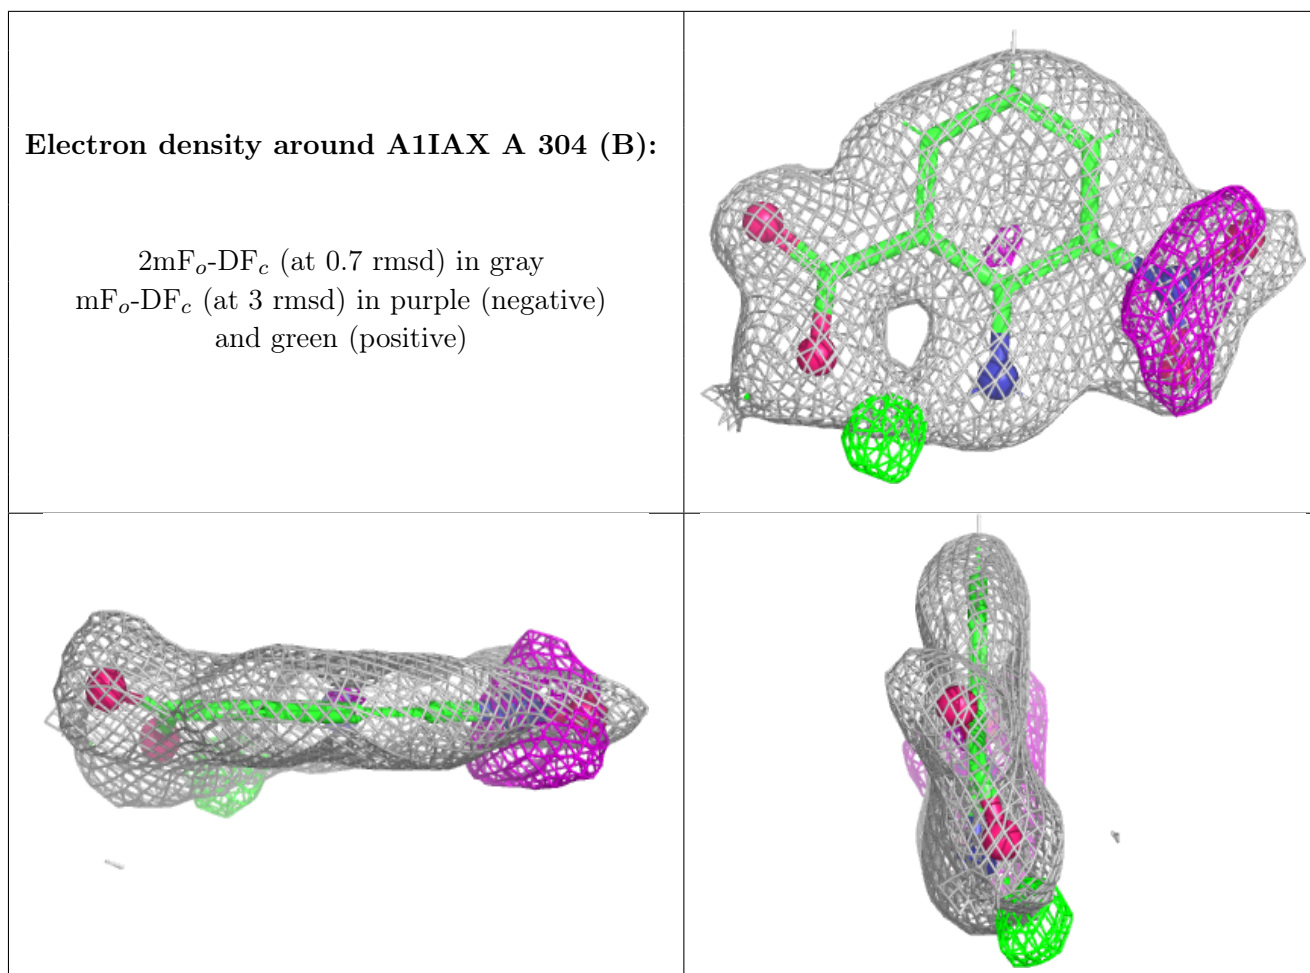 Electron density around A1IAX A 304 (B):
2mFo-DFc (at 0.7 rmsd) in gray
mFo-DFc (at 3 rmsd) in purple (negative)
and green (positive)